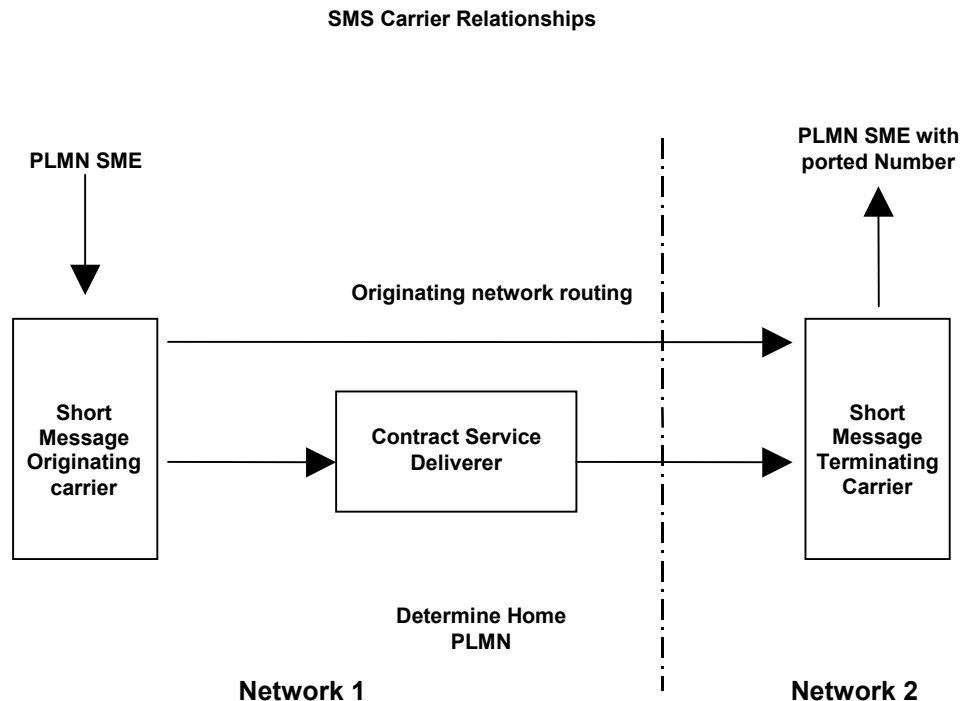 SMS Carrier Relationships
PLMN SME
PLMN SME with
ported Number
Originating network routing
Short
Message
Originating
carrier
Contract Service
Deliverer
Short
Message
Terminating
Carrier
Determine Home
PLMN
Network 1
Network 2